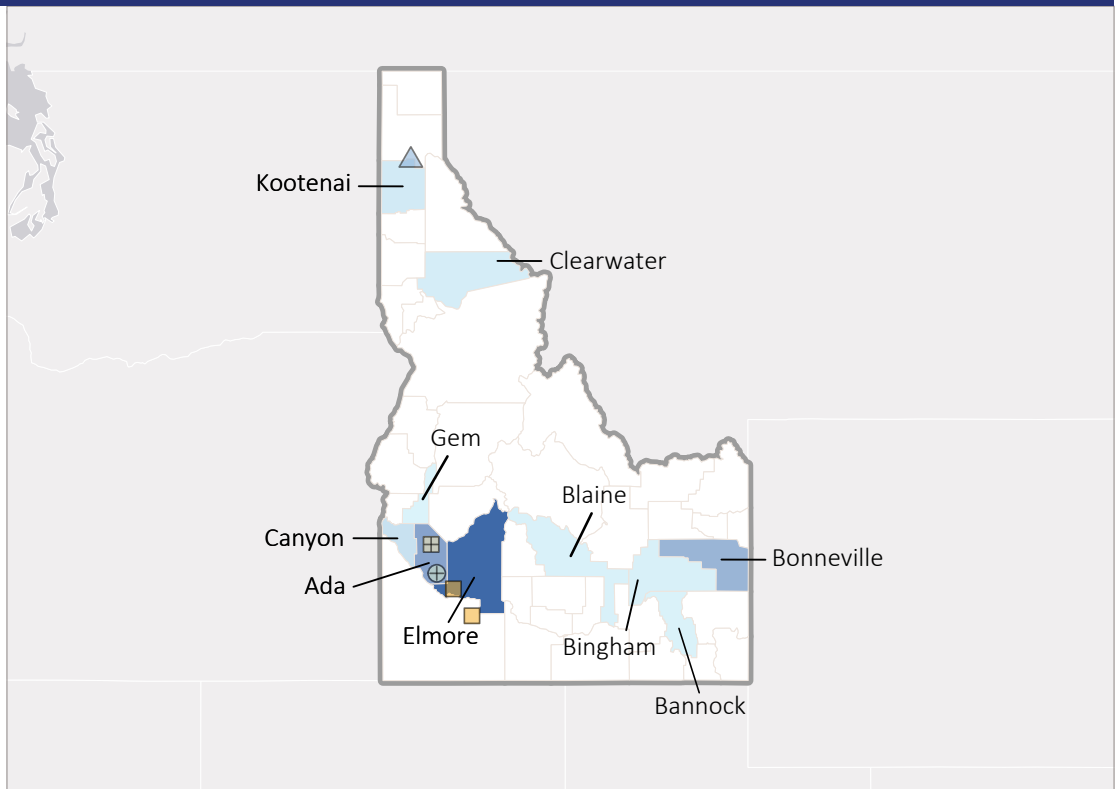 Kootenai
Clearwater
Gem
Blaine
Canyon
Bonneville
Ada
Elmore
Bingham
Bannock